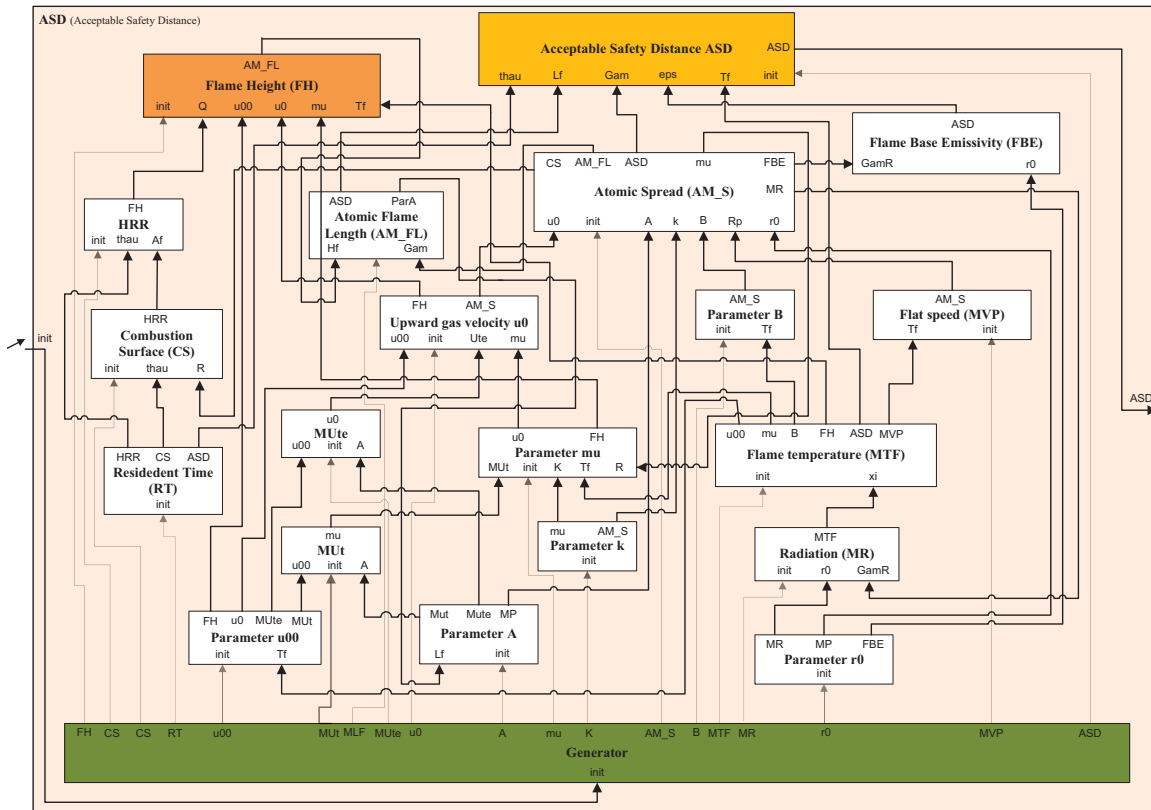 ASD (Acceptable Safety Distance)
AM_FL
Flame Height (FH)
init Q u00 u0 mu Tf
Acceptable Safety Distance ASD
ASD
thau Lf Gam eps Tf init
ASD
Flame Base Emissivity (FBE)
GamR r0
CS AM_FL ASD mu FBE
MR
Atomic Spread (AM_S)
u0 init A k B Rp r0
FH
HRR
init thau Af
ASD ParA
Atomic Flame
Length (AM_FL)
Hf Gam
FH AM_S
Upward gas velocity u0
u00 init Ute mu
AM_S
Parameter B
init Tf
AM_S
Flat speed (MVP)
Tf init
HRR
Combustion
Surface (CS)
init thau R
init
ASD
u0
MUte
u00 init A
u0 FH
Parameter mu
MUt init K Tf R
u00 mu B FH ASD MVP
Flame temperature (MTF)
init xi
HRR CS ASD
Residedent Time
(RT)
init
mu
MUt
u00 init A
mu AM_S
Parameter k
init
MTF
Radiation (MR)
init r0 GamR
FH u0 MUte MUt
Parameter u00
init Tf
Mut Mute MP
Parameter A
Lf init
MR MP FBE
Parameter r0
init
FH CS CS RT u00 MUt MLF MUte u0 A mu K AM_S B MTF MR r0 MVP ASD
Generator
init